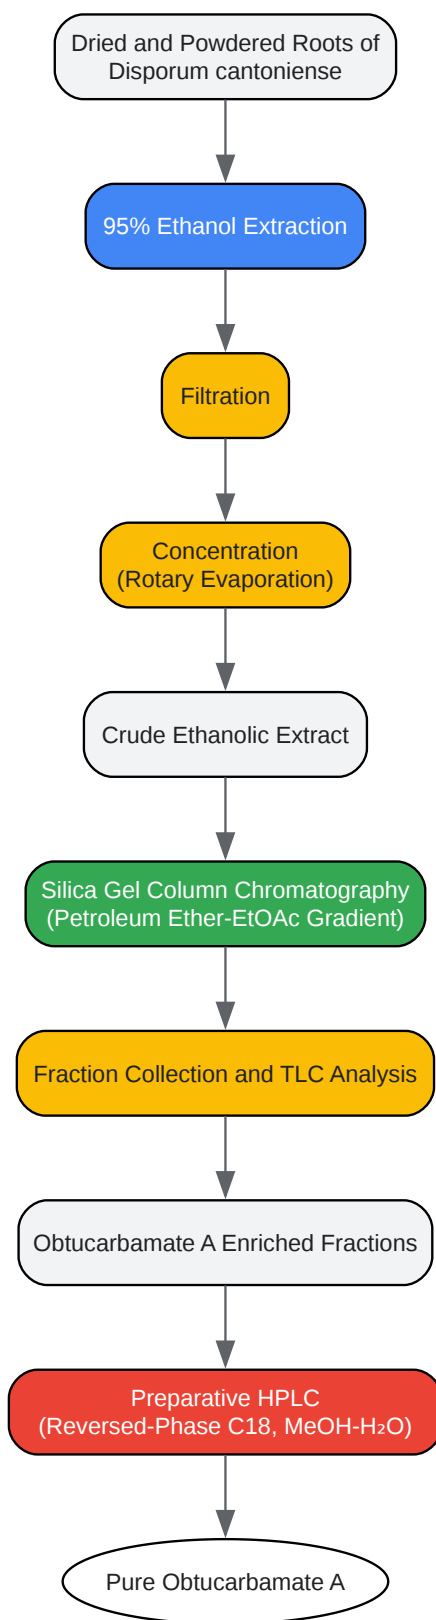 Dried and Powdered Roots of
Disporum cantoniense
95% Ethanol Extraction
Filtration
Concentration
(Rotary Evaporation)
Crude Ethanolic Extract
Silica Gel Column Chromatography
(Petroleum Ether-EtOAc Gradient)
Fraction Collection and TLC Analysis
Obtucarbamate A Enriched Fractions
Preparative HPLC
(Reversed-Phase C18, MeOH-H₂O)
Pure Obtucarbamate A